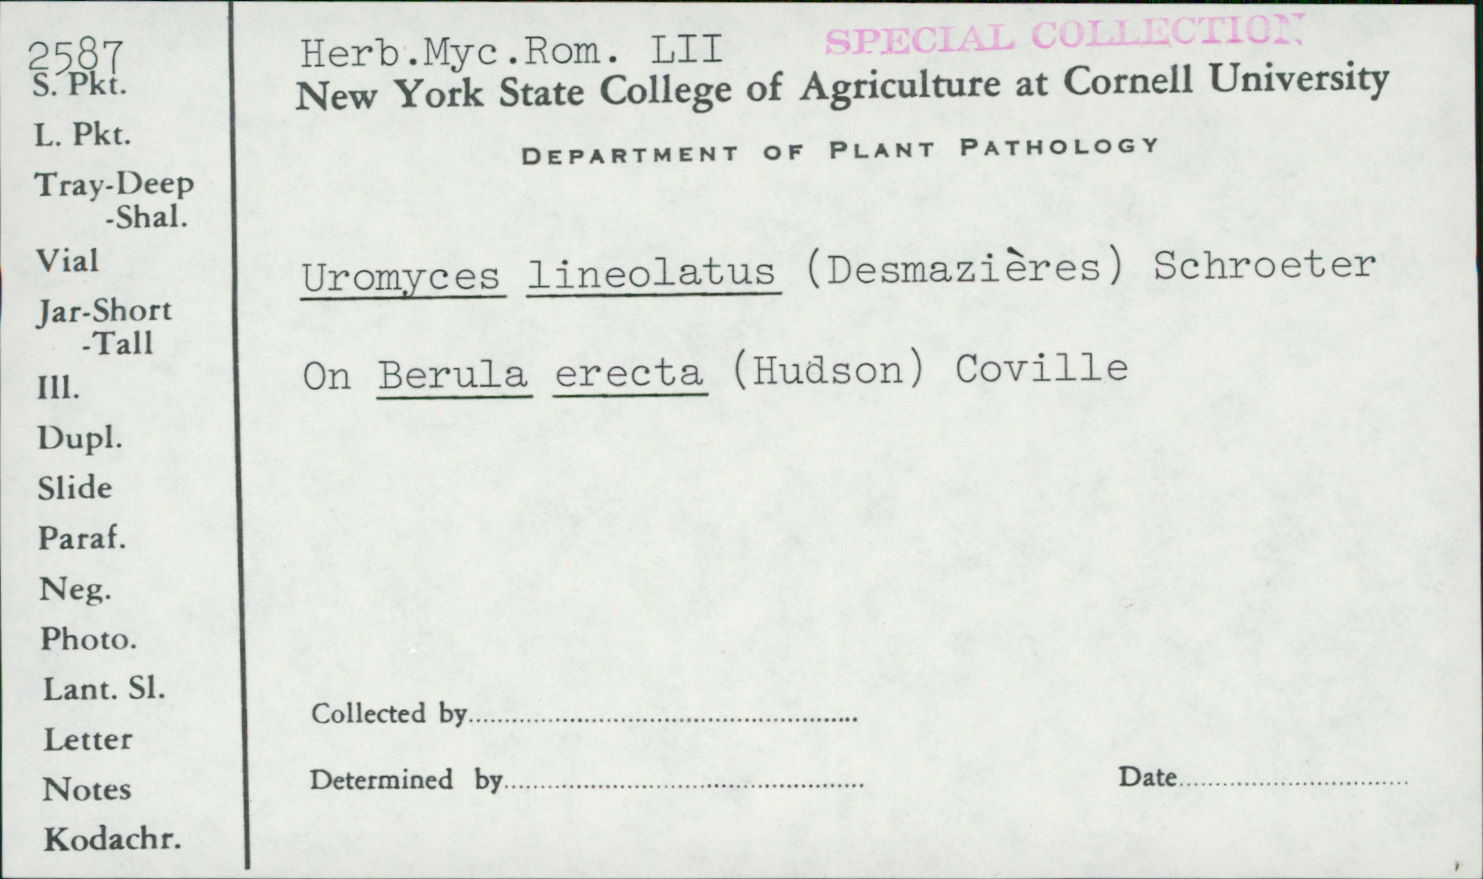 2587
S. Pkt.
L. Pkt.
Tray-Deep
-Shal.
Vial
Jar-Short
-Tall
Ill.
Dupl.
Slide
Paraf.
Neg.
Photo.
Lant. Sl.
Letter
Notes
Kodachr.
Herb.Myc.Rom. LII
SPECIAL COLLECTION
New York State College of Agriculture at Cornell University
DEPARTMENT OF PLANT PATHOLOGY
Uromyces lineolatus (Desmazières) Schroeter
On Berula erecta (Hudson) Coville
Collected by
Determined by
Date